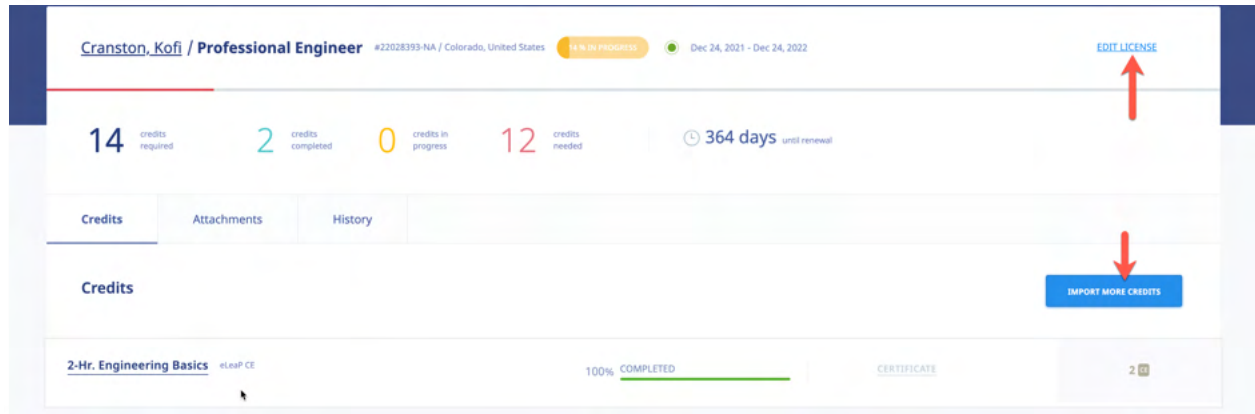 Cranston, Kofi / Professional Engineer #22028393-NA / Colorado, United States 14 % IN PROGRESS Dec 24, 2021 - Dec 24, 2022 EDIT LICENSE
14 credits required 2 credits completed 0 credits in progress 12 credits needed 364 days until renewal
Credits Attachments History
Credits IMPORT MORE CREDITS
2-Hr. Engineering Basics eLeaP CE 100% COMPLETED CERTIFICATE 2 CE